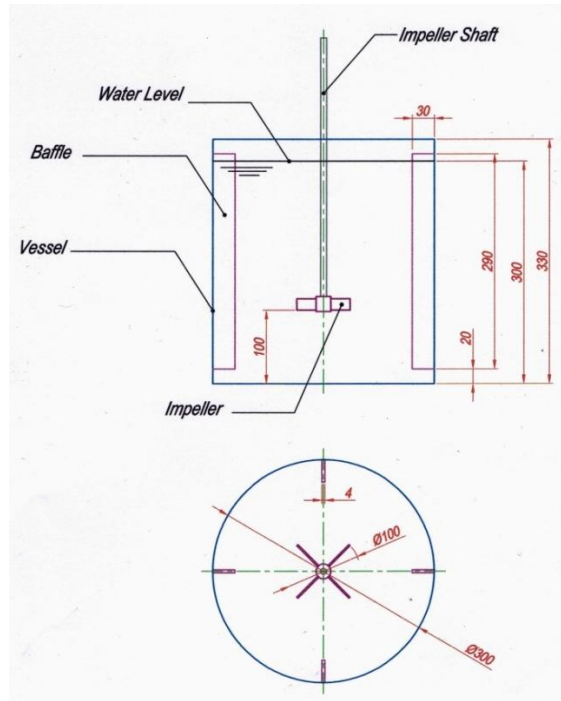 Impeller Shaft
Water Level
30
Baffle
Vessel
290
300
330
100
20
Impeller
4
Ø100
Ø300